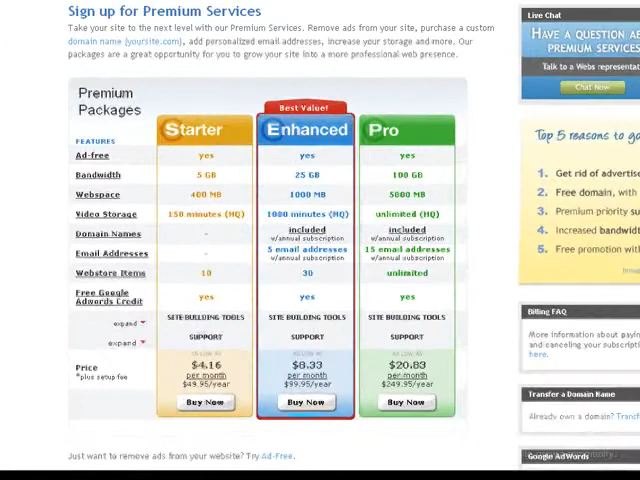 Sign up for Premium Services
Take your site to the next level with our Premium Services. Remove ads from your site, purchase a custom
domain name [yoursite.com], add personalized email addresses, increase your storage and more. Our
packages are a great opportunity for you to grow your site into a more professional web presence.
Premium
Packages
Best Value!
Starter Enhanced Pro
FEATURES
Ad-free yes yes yes
Bandwidth 5 GB 25 GB 100 GB
Webspace 400 MB 1000 MB 5000 MB
Video Storage 150 minutes (HQ) 1000 minutes (HQ) unlimited (HQ)
Domain Names - included included
w/annual subscription w/annual subscription
Email Addresses - 5 email addresses 15 email addresses
w/annual subscription w/annual subscription
Webstore Items 10 30 unlimited
Free Google
Adwords Credit yes yes yes
expand SITE-BUILDING TOOLS SITE BUILDING TOOLS SITE BUILDING TOOLS
expand SUPPORT SUPPORT SUPPORT
Price
*plus setup fee
$4.16 $8.33 $20.83
per month per month per month
$49.95/year $99.95/year $249.95/year
Buy Now Buy Now Buy Now
Just want to remove ads from your website? Try Ad-Free.
Live Chat
HAVE A QUESTION
PREMIUM SERVICES
Talk to a Webs
Chat Now
Top 5 reasons to
1. Get rid of
2. Free domain, with
3. Premium priority
4. Increased
5. Free promotion
Billing FAQ
More information about
and canceling your
here.
Transfer a Domain Name
Already own a domain?
Google AdWords